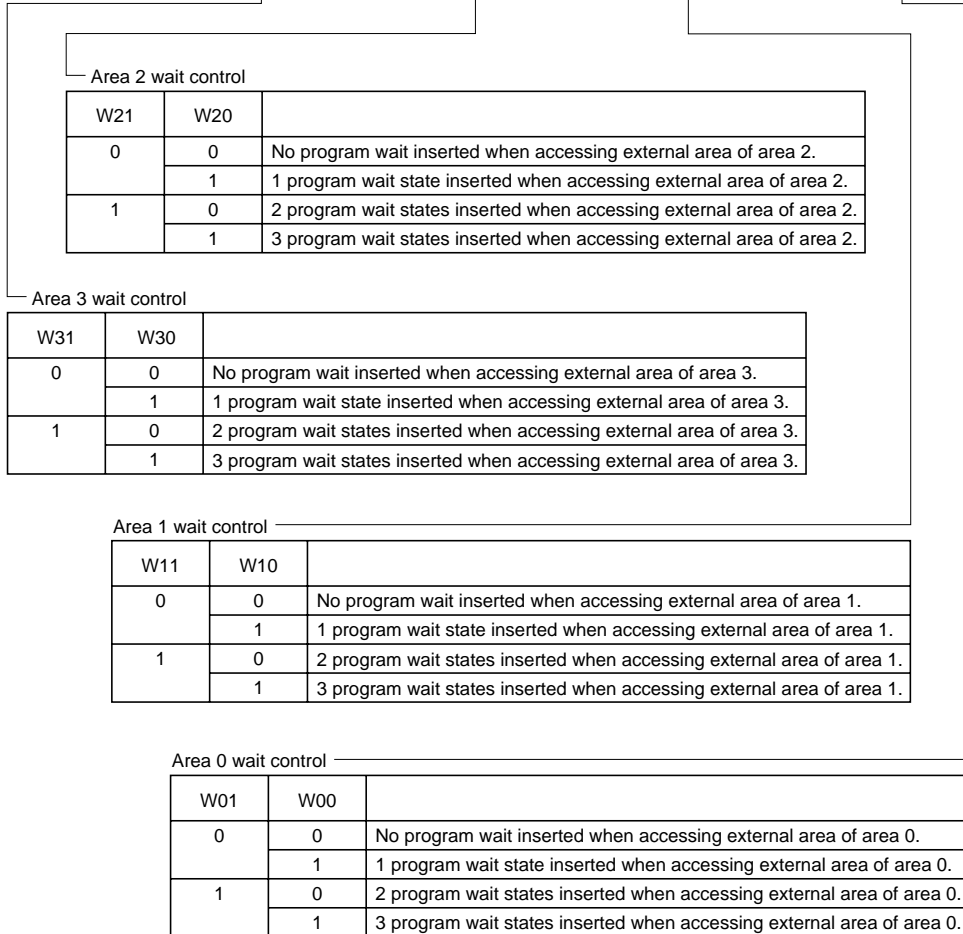 Area 2 wait control
W21 W20
0 0 No program wait inserted when accessing external area of area 2.
1 1 program wait state inserted when accessing external area of area 2.
1 0 2 program wait states inserted when accessing external area of area 2.
1 3 program wait states inserted when accessing external area of area 2.
Area 3 wait control
W31 W30
0 0 No program wait inserted when accessing external area of area 3.
1 1 program wait state inserted when accessing external area of area 3.
1 0 2 program wait states inserted when accessing external area of area 3.
1 3 program wait states inserted when accessing external area of area 3.
Area 1 wait control
W11 W10
0 0 No program wait inserted when accessing external area of area 1.
1 1 program wait state inserted when accessing external area of area 1.
1 0 2 program wait states inserted when accessing external area of area 1.
1 3 program wait states inserted when accessing external area of area 1.
Area 0 wait control
W01 W00
0 0 No program wait inserted when accessing external area of area 0.
1 1 program wait state inserted when accessing external area of area 0.
1 0 2 program wait states inserted when accessing external area of area 0.
1 3 program wait states inserted when accessing external area of area 0.